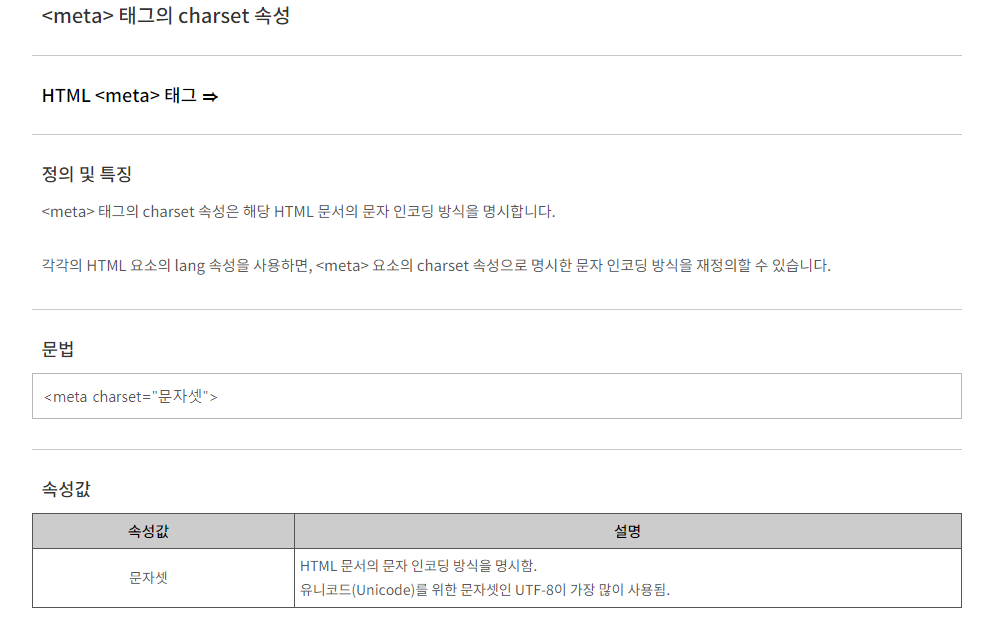 <meta> 태그의 charset 속성
HTML <meta> 태그 ⇒
정의 및 특징
<meta> 태그의 charset 속성은 해당 HTML 문서의 문자 인코딩 방식을 명시합니다.
각각의 HTML 요소의 lang 속성을 사용하면, <meta> 요소의 charset 속성으로 명시한 문자 인코딩 방식을 재정의할 수 있습니다.
문법
<meta charset="문자셋">
속성값
속성값 설명
문자셋
HTML 문서의 문자 인코딩 방식을 명시함.
유니코드(Unicode)를 위한 문자셋인 UTF-8이 가장 많이 사용됨.